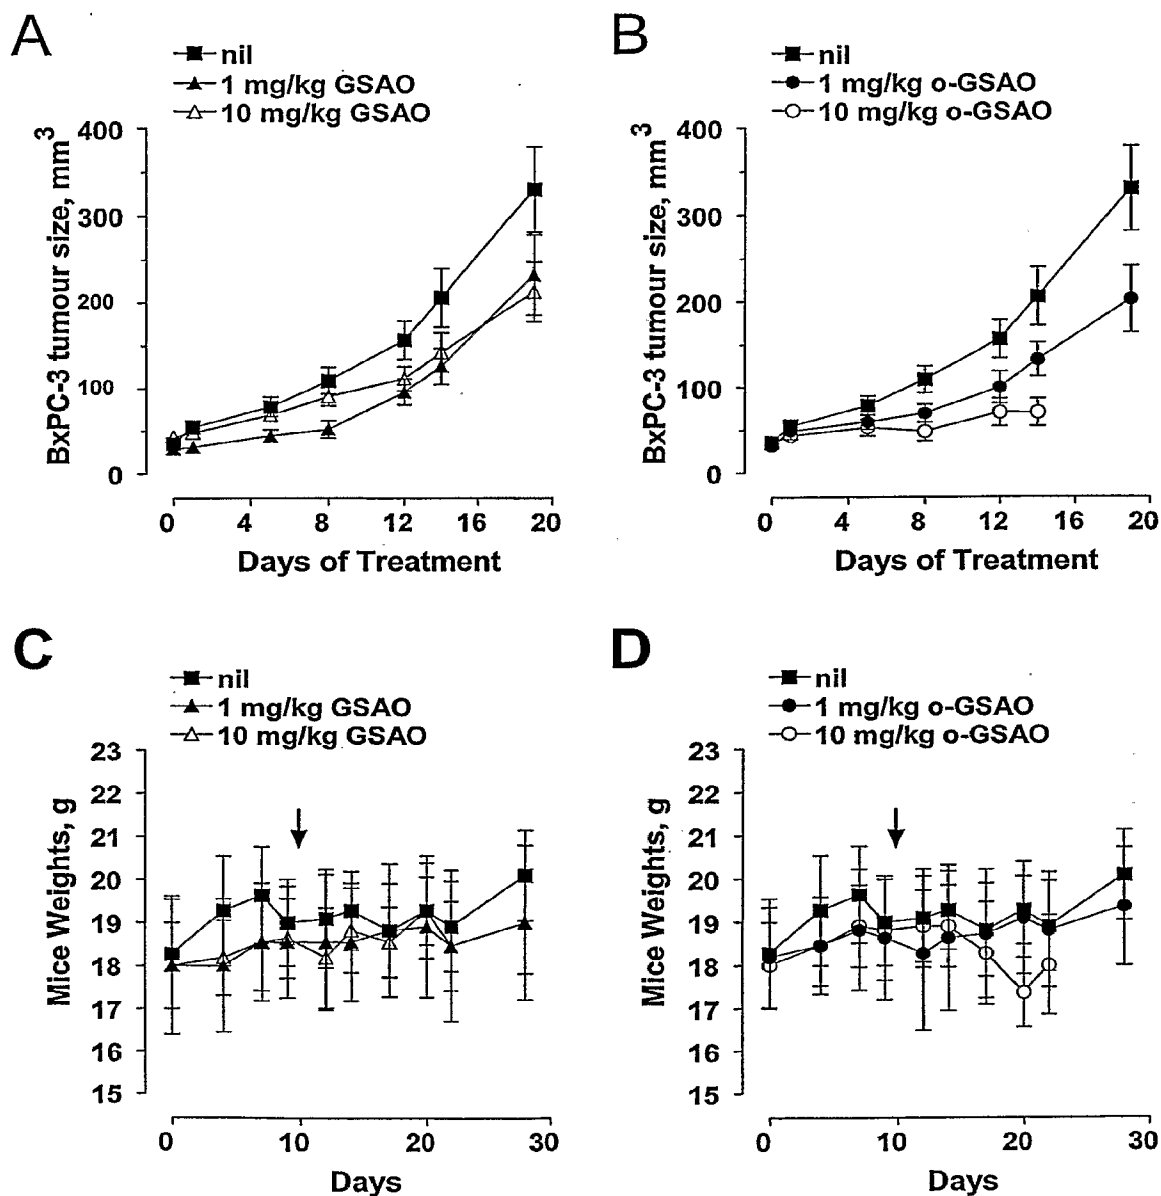 A
nil
1 mg/kg GSAO
10 mg/kg GSAO
BxPC-3 tumour size, mm3
400
300
200
100
0
0 4 8 12 16 20
Days of Treatment
B
nil
1 mg/kg o-GSAO
10 mg/kg o-GSAO
BxPC-3 tumour size, mm3
400
300
200
100
0
0 4 8 12 16 20
Days of Treatment
C
nil
1 mg/kg GSAO
10 mg/kg GSAO
Mice Weights, g
23
22
21
20
19
18
17
16
15
0 10 20 30
Days
D
nil
1 mg/kg o-GSAO
10 mg/kg o-GSAO
Mice Weights, g
23
22
21
20
19
18
17
16
15
0 10 20 30
Days